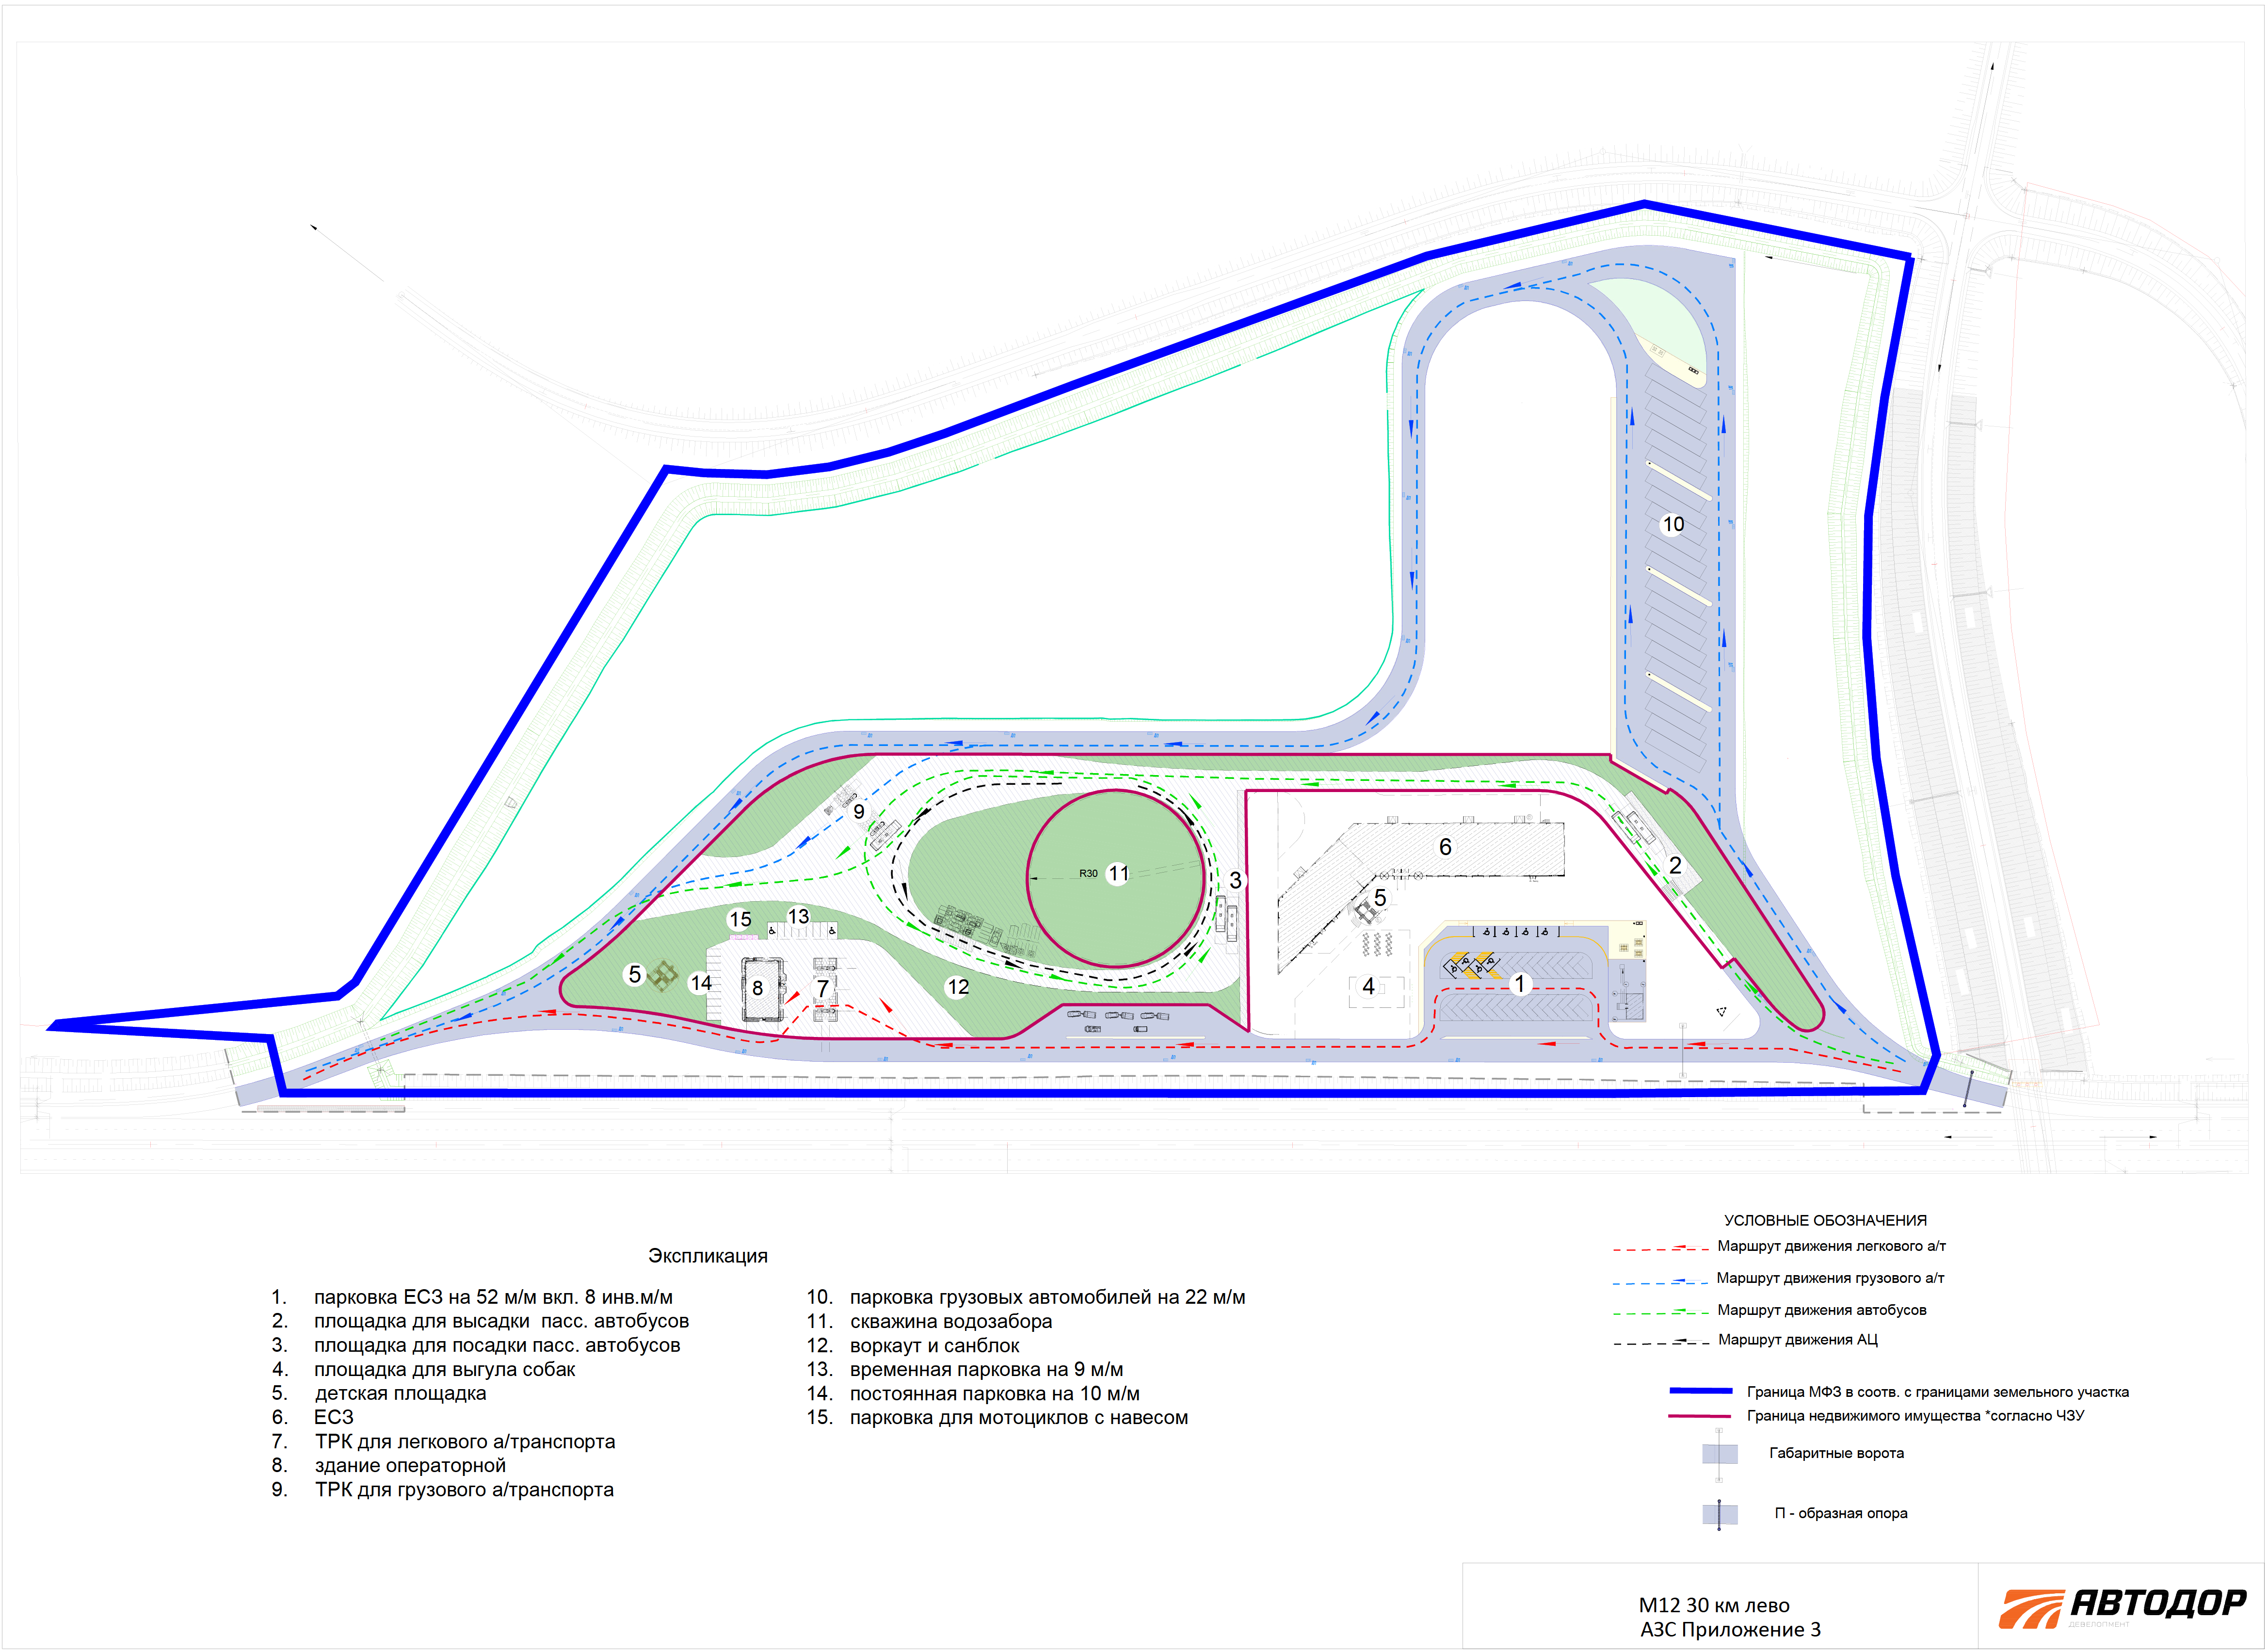 10
9
R30
11
3
6
2
5
15
13
5
14
8
7
12
4
1
УСЛОВНЫЕ ОБОЗНАЧЕНИЯ
Маршрут движения легкового а/т
Маршрут движения грузового а/т
Маршрут движения автобусов
Маршрут движения АЦ
Граница МФЗ в соотв. с границами земельного участка
Граница недвижимого имущества *согласно ЧЗУ
Габаритные ворота
П - образная опора
Экспликация
1. парковка ЕСЗ на 52 м/м вкл. 8 инв.м/м
2. площадка для высадки пасс. автобусов
3. площадка для посадки пасс. автобусов
4. площадка для выгула собак
5. детская площадка
6. ЕСЗ
7. ТРК для легкового а/транспорта
8. здание операторной
9. ТРК для грузового а/транспорта
10. парковка грузовых автомобилей на 22 м/м
11. скважина водозабора
12. воркаут и санблок
13. временная парковка на 9 м/м
14. постоянная парковка на 10 м/м
15. парковка для мотоциклов с навесом
М12 30 км лево
АЗС Приложение 3
АВТОДОР
ДЕВЕЛОПМЕНТ